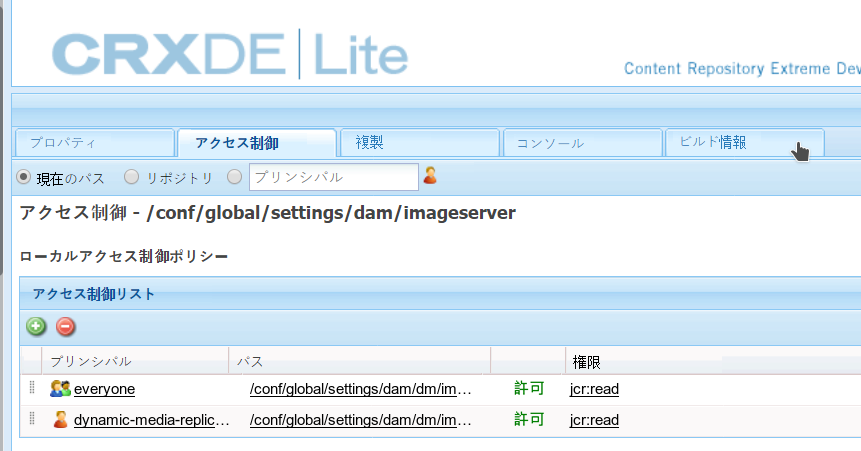 CRXDE Lite
Content Repository Extreme Dev
プロパティ アクセス制御 複製 コンソール ビルド情報
現在のパス リポジトリ プリンシパル
アクセス制御 - /conf/global/settings/dam/imageserver
ローカルアクセス制御ポリシー
アクセス制御リスト
プリンシパル パス 権限
everyone /conf/global/settings/dam/dm/im… 許可 jcr:read
dynamic-media-replic… /conf/global/settings/dam/dm/im… 許可 jcr:read